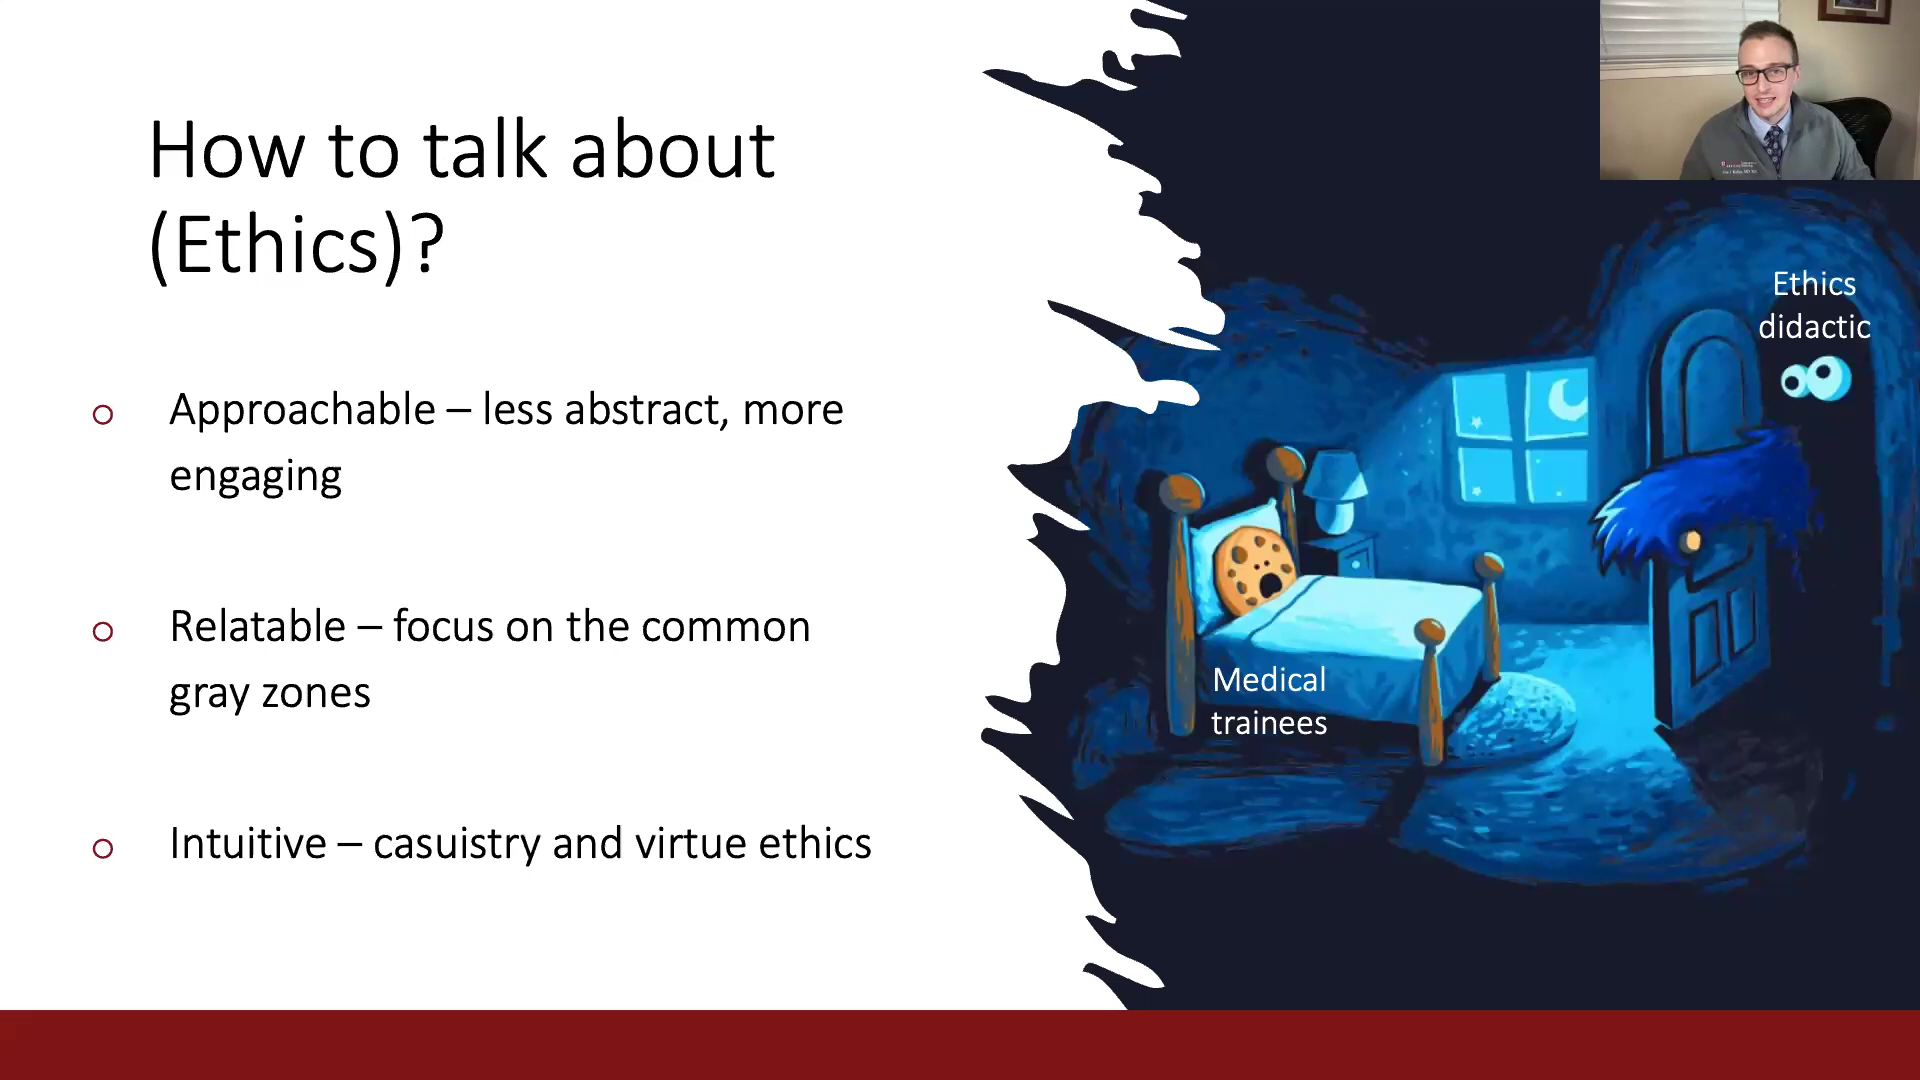 How to talk about
(Ethics)?
Approachable – less abstract, more
engaging
Relatable – focus on the common
gray zones
Intuitive – casuistry and virtue ethics
Ethics
didactic
Medical
trainees